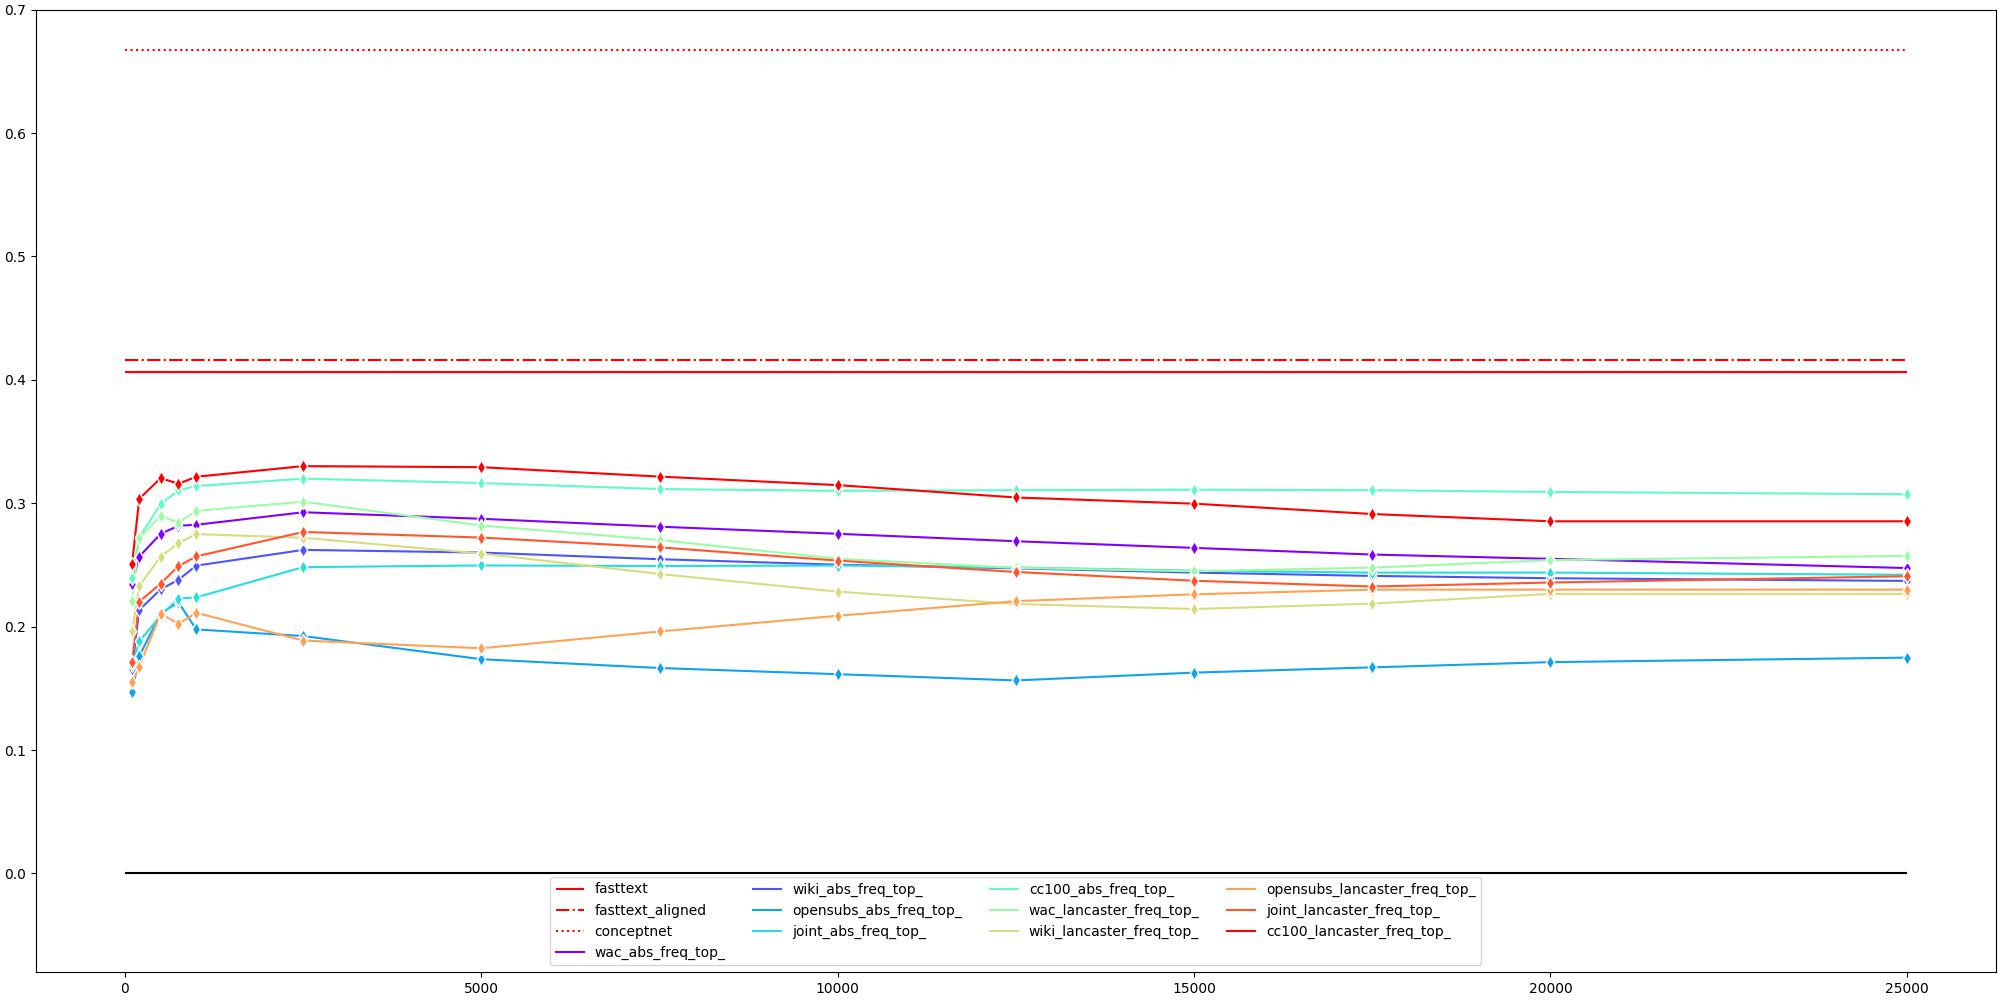 0.7
0.6
0.5
0.4
0.3
0.2
0.1
0.0
fasttext
fasttext_aligned
conceptnet
wac_abs_freq_top_
wiki_abs_freq_top_
opensubs_abs_freq_top_
joint_abs_freq_top_
cc100_abs_freq_top_
wac_lancaster_freq_top_
wiki_lancaster_freq_top_
opensubs_lancaster_freq_top_
joint_lancaster_freq_top_
cc100_lancaster_freq_top_
0
5000
10000
15000
20000
25000